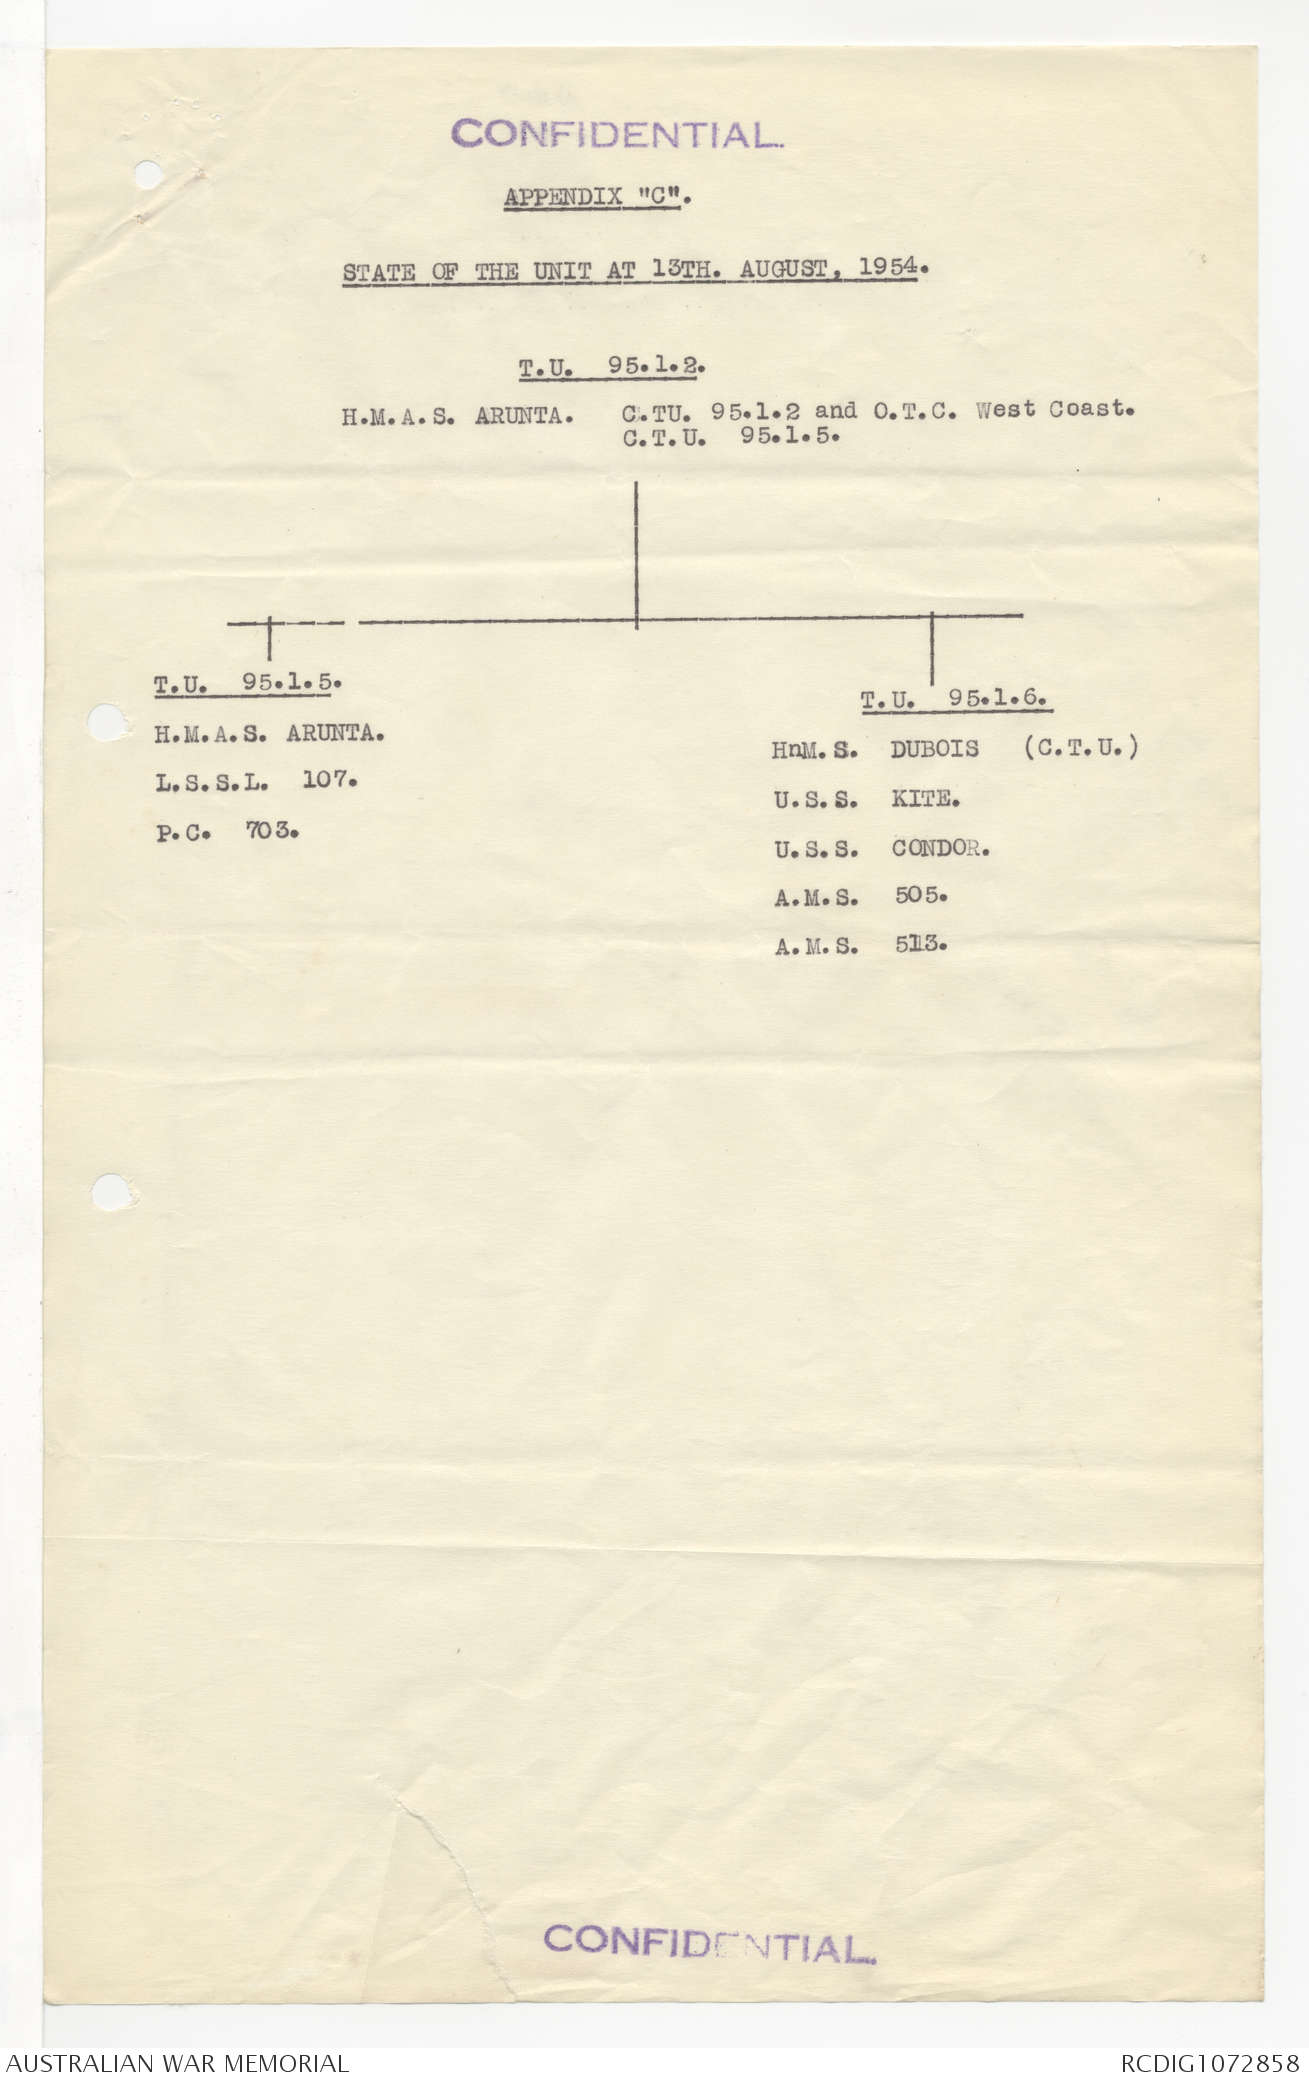 CONFIDENTIAL.
APPENDIX "C".
STATE OF THE UNIT AT 13TH. AUGUST, 1954.
T.U. 95.1.2.
H.M.A.S. ARUNTA. C.TU. 95.1.2 and O.T.C. West Coast.
C.T.U. 95.1.5.
T.U. 95.1.5.
H.M.A.S. ARUNTA.
L.S.S.L. 107.
P.C. 703.
T.U. 95.1.6.
HnM.S. DUBOIS (C.T.U.)
U.S.S. KITE.
U.S.S. CONDOR.
A.M.S. 505.
A.M.S. 513.
CONFIDENTIAL.
AUSTRALIAN WAR MEMORIAL
RCDIG1072858